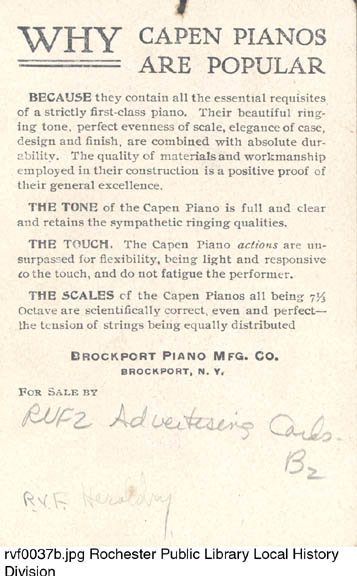 WHY CAPEN PIANOS
ARE POPULAR
BECAUSE they contain all the essential requisites
of a strictly first-class piano. Their beautiful ring-
ing tone, perfect evenness of scale, elegance of case,
design and finish, are combined with absolute dur-
ability. The quality of materials and workmanship
employed in their construction is a positive proof of
their general excellence.
THE TONE of the Capen Piano is full and clear
and retains the sympathetic ringing qualities.
THE TOUCH. The Capen Piano actions are un-
surpassed for flexibility, being light and responsive
to the touch, and do not fatigue the performer.
THE SCALES of the Capen Pianos all being 7⅓
Octave are scientifically correct, even and perfect—
the tension of strings being equally distributed
BROCKPORT PIANO MFG. CO.
BROCKPORT, N. Y.
FOR SALE BY
RVF2 Advertising Cards.
B2
R.V.F. Heraldry
rvf0037b.jpg Rochester Public Library Local History
Division